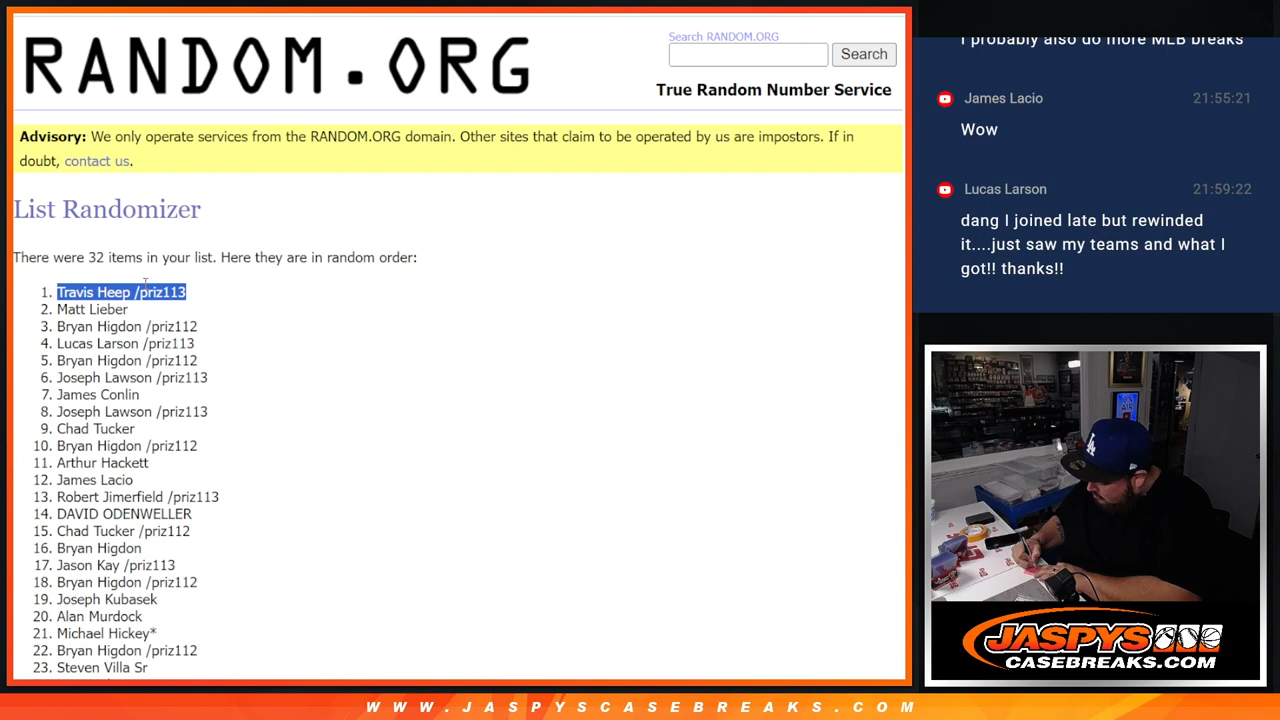 RANDOM.ORG
Search RANDOM.ORG
Search
True Random Number Service
Advisory: We only operate services from the RANDOM.ORG domain. Other sites that claim to be operated by us are impostors. If in
doubt, contact us.
List Randomizer
There were 32 items in your list. Here they are in random order:
1. Travis Heep /priz113
2. Matt Lieber
3. Bryan Higdon /priz112
4. Lucas Larson /priz113
5. Bryan Higdon /priz112
6. Joseph Lawson /priz113
7. James Conlin
8. Joseph Lawson /priz113
9. Chad Tucker
10. Bryan Higdon /priz112
11. Arthur Hackett
12. James Lacio
13. Robert Jimerfield /priz113
14. DAVID ODENWELLER
15. Chad Tucker /priz112
16. Bryan Higdon
17. Jason Kay /priz113
18. Bryan Higdon /priz112
19. Joseph Kubasek
20. Alan Murdock
21. Michael Hickey*
22. Bryan Higdon /priz112
23. Steven Villa Sr
I probably also do more MLB breaks
James Lacio 21:55:21
Wow
Lucas Larson 21:59:22
dang I joined late but rewinded
it....just saw my teams and what I
got!! thanks!!
ON
AIR
LA
JASPYS
CASEBREAKS.COM
WWW.JASPYSCASEBREAKS.COM